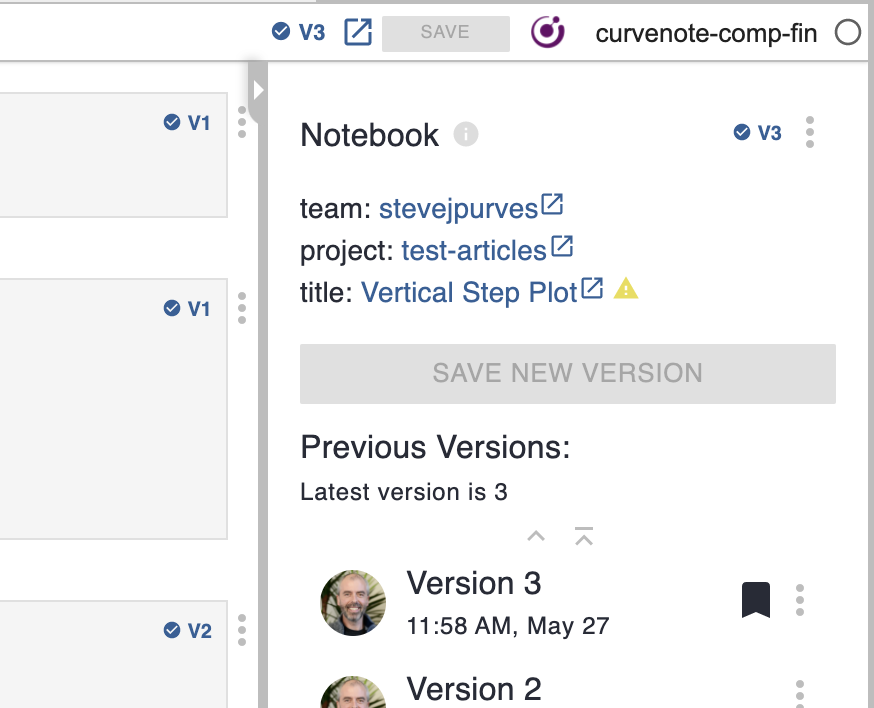 V3 SAVE curvenote-comp-fin
V1
V1
V2
Notebook V3
team: stevejpurves
project: test-articles
title: Vertical Step Plot
SAVE NEW VERSION
Previous Versions:
Latest version is 3
Version 3
11:58 AM, May 27
Version 2